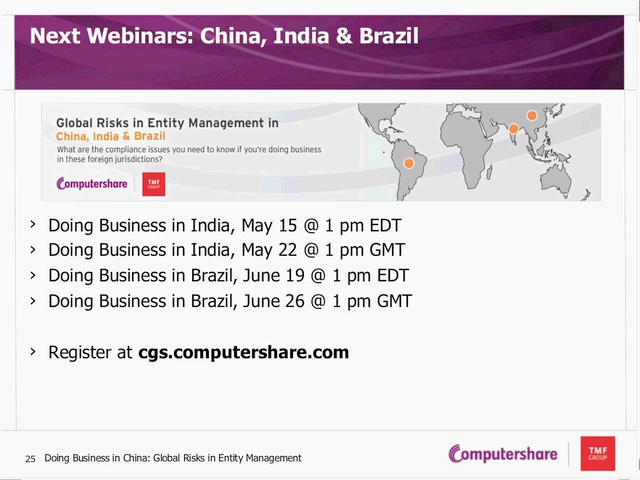 Next Webinars: China, India & Brazil
Global Risks in Entity Management in
China, India & Brazil
What are the compliance issues you need to know if you're doing business
in these foreign jurisdictions?
Computershare
TMF
GROUP
› Doing Business in India, May 15 @ 1 pm EDT
› Doing Business in India, May 22 @ 1 pm GMT
› Doing Business in Brazil, June 19 @ 1 pm EDT
› Doing Business in Brazil, June 26 @ 1 pm GMT
› Register at cgs.computershare.com
25 Doing Business in China: Global Risks in Entity Management
Computershare
TMF
GROUP